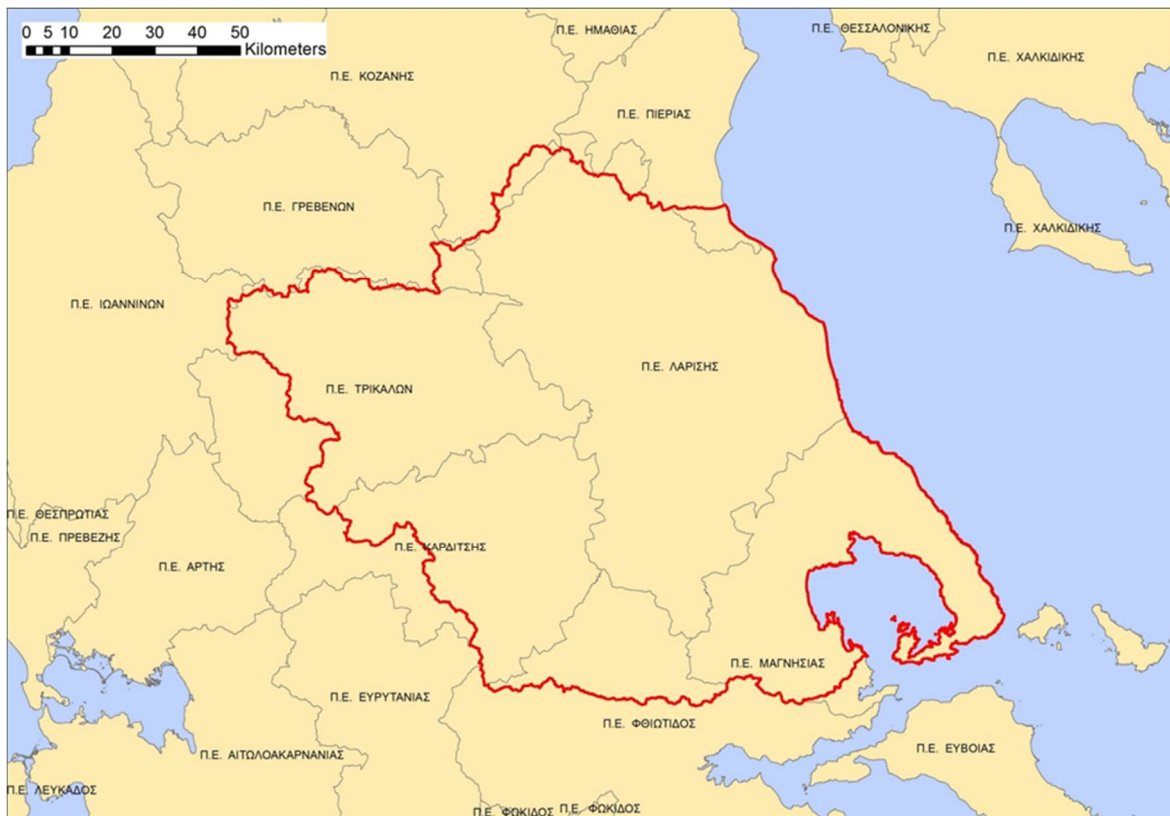 0 5 10 20 30 40 50
Kilometers
Π.Ε. ΗΜΑΘΙΑΣ
Π.Ε. ΘΕΣΣΑΛΟΝΙΚΗΣ
Π.Ε. ΧΑΛΚΙΔΙΚΗΣ
Π.Ε. ΚΟΖΑΝΗΣ
Π.Ε. ΠΙΕΡΙΑΣ
Π.Ε. ΓΡΕΒΕΝΩΝ
Π.Ε. ΧΑΛΚΙΔΙΚΗΣ
Π.Ε. ΙΩΑΝΝΙΝΩΝ
Π.Ε. ΛΑΡΙΣΗΣ
Π.Ε. ΤΡΙΚΑΛΩΝ
Π.Ε. ΘΕΣΠΡΩΤΙΑΣ
Π.Ε. ΠΡΕΒΕΖΗΣ
Π.Ε. ΚΑΡΔΙΤΣΗΣ
Π.Ε. ΑΡΤΗΣ
Π.Ε. ΜΑΓΝΗΣΙΑΣ
Π.Ε. ΕΥΡΥΤΑΝΙΑΣ
Π.Ε. ΦΘΙΩΤΙΔΟΣ
Π.Ε. ΕΥΒΟΙΑΣ
Π.Ε. ΑΙΤΩΛΟΑΚΑΡΝΑΝΙΑΣ
Π.Ε. ΛΕΥΚΑΔΟΣ
Π.Ε. ΦΩΚΙΔΟΣ
Π.Ε. ΦΩΚΙΔΟΣ